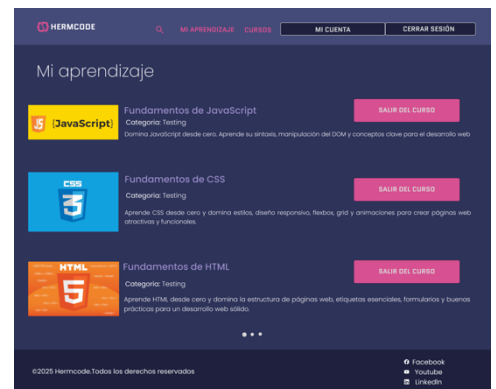 HERMCODE
MI APRENDIZAJE
CURSOS
MI CUENTA
CERRAR SESIÓN
Mi aprendizaje
{JavaScript}
Fundamentos de JavaScript
SALIR DEL CURSO
Categoría: Testing
Domina JavaScript desde cero. Aprende su sintaxis, manipulación del DOM y conceptos clave para el desarrollo web
CSS
Fundamentos de CSS
SALIR DEL CURSO
Categoría: Testing
Aprende CSS desde cero y domina estilos, diseño responsivo, flexbox, grid y animaciones para crear páginas web
atractivas y funcionales.
HTML
Fundamentos de HTML
SALIR DEL CURSO
Categoría: Testing
Aprende HTML desde cero y domina la estructura de páginas web, etiquetas esenciales, formularios y buenas
prácticas para un desarrollo web sólido.
©2025 Hermcode.Todos los derechos reservados
Facebook
Youtube
Linkedin